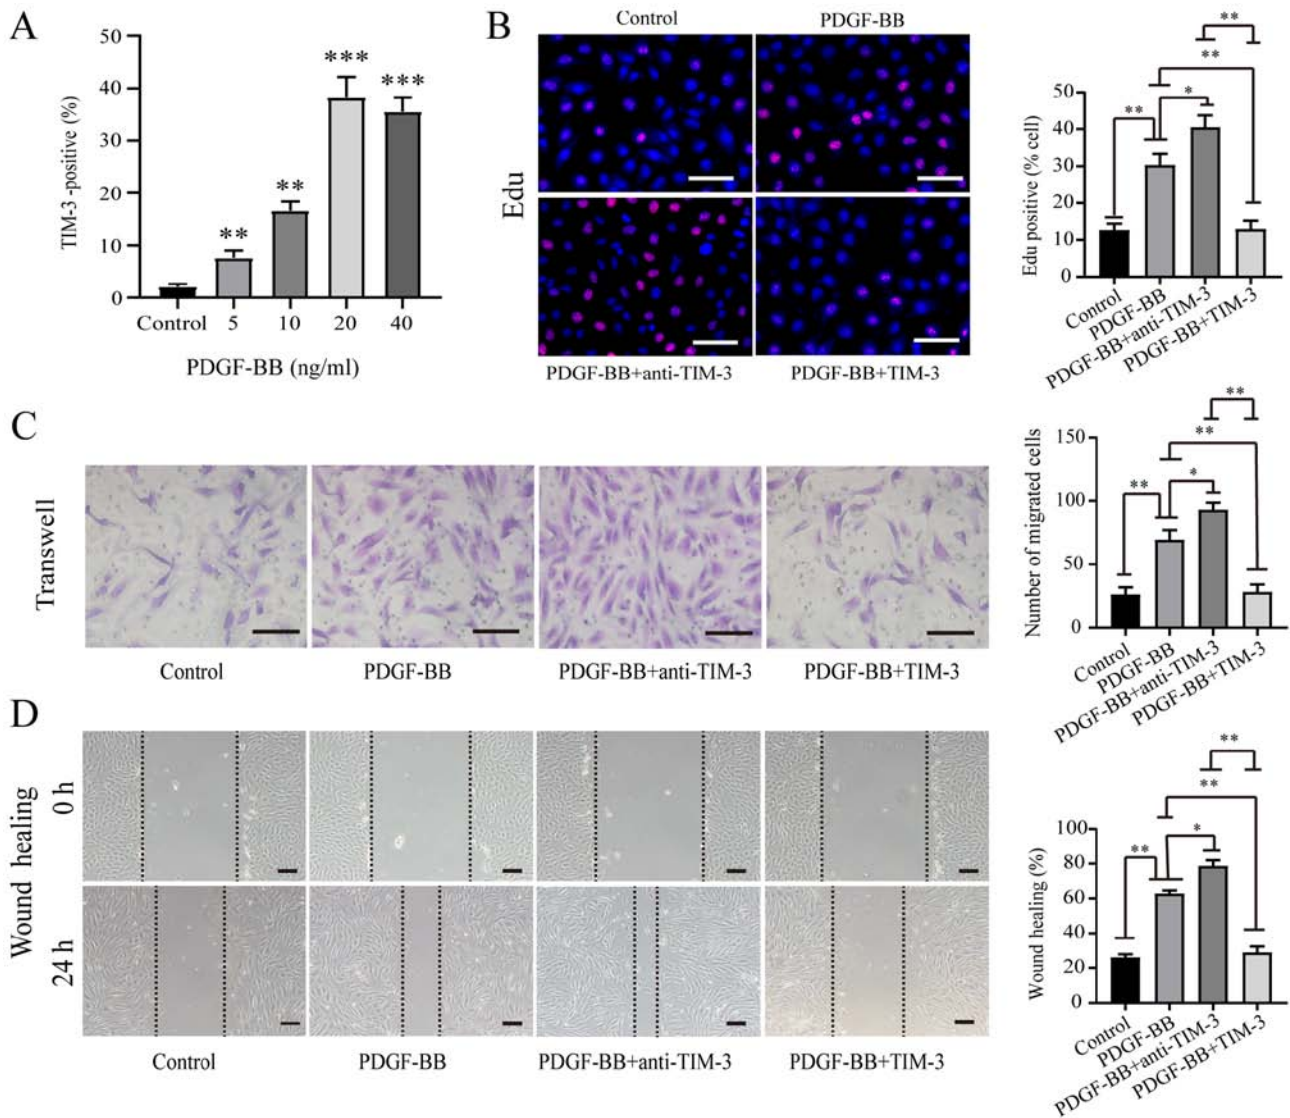 A
TIM-3 -positive (%)
50
40
30
20
10
0
**
**
***
***
Control
5
10
20
40
PDGF-BB (ng/ml)
B
Control
PDGF-BB
Edu
PDGF-BB+anti-TIM-3
PDGF-BB+TIM-3
Edu positive (% cell)
50
40
30
20
10
0
**
**
**
*
Control
PDGF-BB
PDGF-BB+anti-TIM-3
PDGF-BB+TIM-3
C
Transwell
Control
PDGF-BB
PDGF-BB+anti-TIM-3
PDGF-BB+TIM-3
Number of migrated cells
150
100
50
0
**
**
**
*
Control
PDGF-BB
PDGF-BB+anti-TIM-3
PDGF-BB+TIM-3
D
Wound healing
0 h
24 h
Control
PDGF-BB
PDGF-BB+anti-TIM-3
PDGF-BB+TIM-3
Wound healing (%)
100
80
60
40
20
0
**
**
**
*
Control
PDGF-BB
PDGF-BB+anti-TIM-3
PDGF-BB+TIM-3